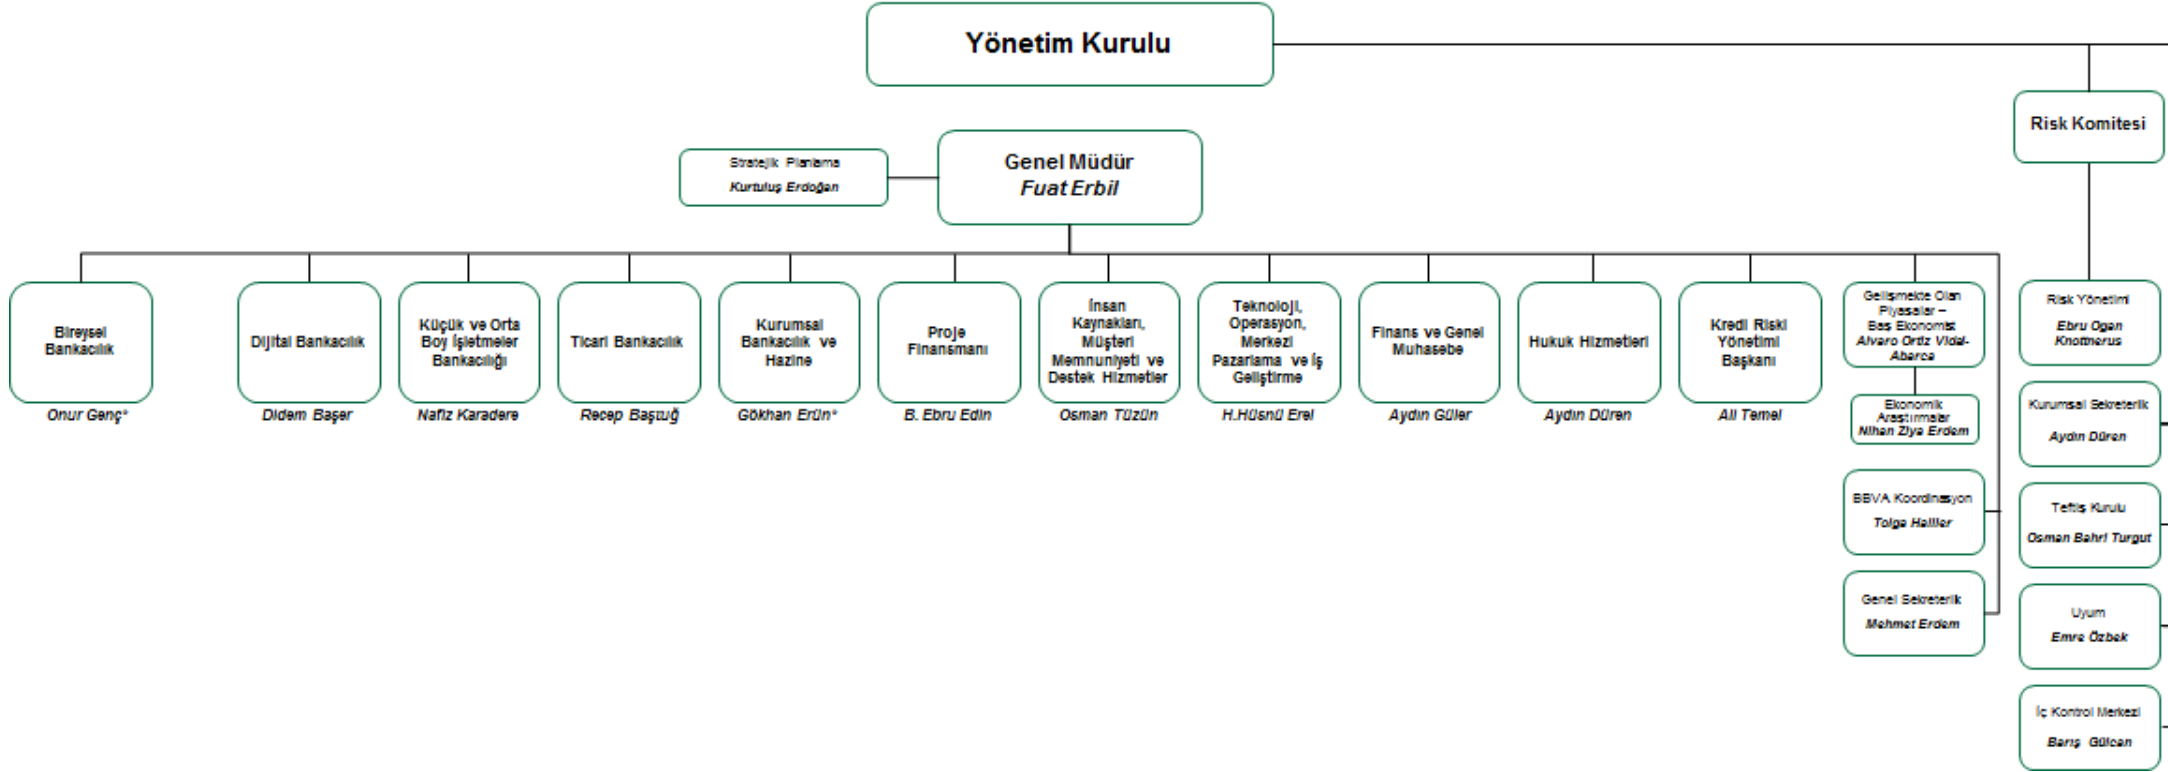 Yönetim Kurulu
Risk Komitesi
Stratejik Planlama
Kurtuluş Erdoğan
Genel Müdür
Fuat Erbil
Bireysel
Bankacılık
Onur Genç*
Dijital Bankacılık
Didem Başer
Küçük ve Orta
Boy İşletmeler
Bankacılığı
Nafiz Karadere
Ticari Bankacılık
Recep Baştuğ
Kurumsal
Bankacılık ve
Hazine
Gökhan Erün*
Proje
Finansmanı
B. Ebru Edin
İnsan
Kaynakları,
Müşteri
Memnuniyeti ve
Destek Hizmetler
Osman Tüzün
Teknoloji,
Operasyon,
Merkezi
Pazarlama ve İş
Geliştirme
H.Hüsnü Erel
Finans ve Genel
Muhasebe
Aydın Güler
Hukuk Hizmetleri
Aydın Düren
Kredi Riski
Yönetimi
Başkanı
Ali Temel
Gelişmekte Olan
Piyasalar –
Baş Ekonomist
Alvaro Ortiz Vidal-
Abarca
Ekonomik
Araştırmalar
Nihan Ziya Erdem
BBVA Koordinasyon
Tolga Haliler
Genel Sekreterlik
Mehmet Erdem
Risk Yönetimi
Ebru Ogan
Knottnerus
Kurumsal Sekreterlik
Aydın Düren
Teftiş Kurulu
Osman Bahri Turgut
Uyum
Emre Özbek
İç Kontrol Merkezi
Barış Gülcan